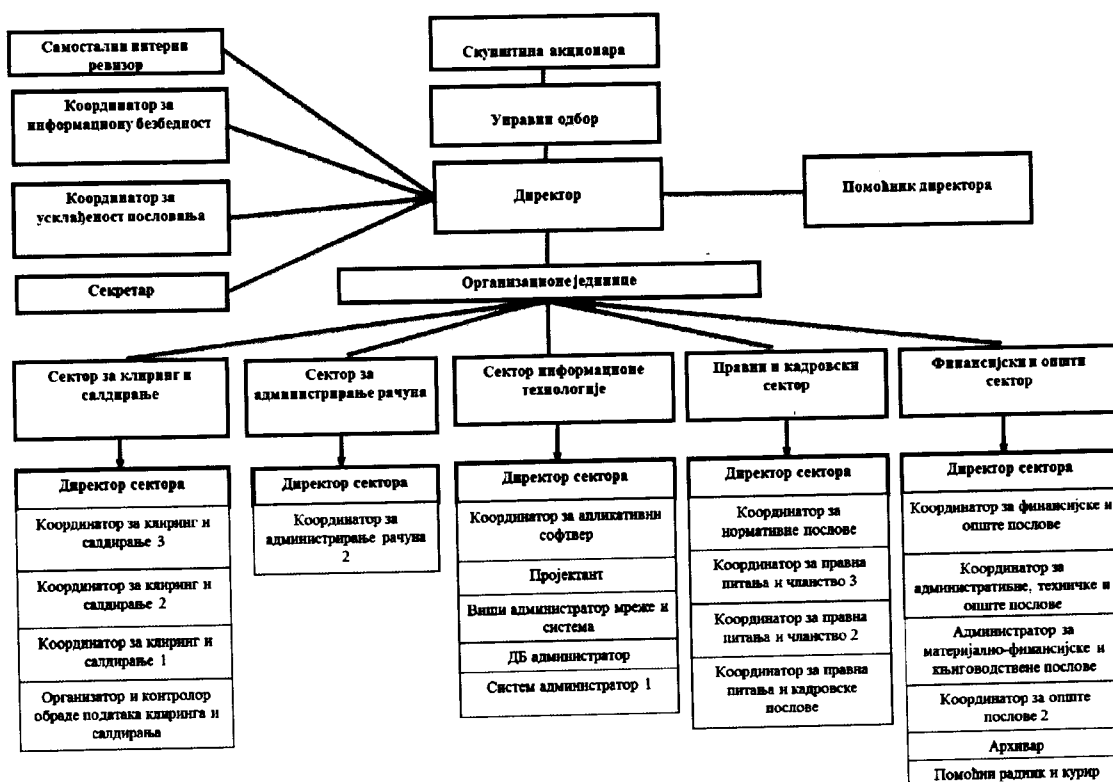 Самостални интерни
ревизор
Скупштина акционара
Координатор за
информациону безбедност
Управни одбор
Координатор за
усклађеност пословања
Директор
Помоћник директора
Секретар
Организационе јединице
Сектор за клиринг и
салдирање
Сектор за
администрирање рачуна
Сектор информационе
технологије
Правни и кадровски
сектор
Финансијски и општи
сектор
Директор сектора
Координатор за клиринг и
салдирање 3
Координатор за клиринг и
салдирање 2
Координатор за клиринг и
салдирање 1
Организатор и контролор
обраде података клиринга и
салдирања
Директор сектора
Координатор за
администрирање рачуна
2
Директор сектора
Координатор за апликативни
софтвер
Пројектант
Виши администратор мреже и
система
ДБ администратор
Систем администратор 1
Директор сектора
Координатор за
нормативне послове
Координатор за правна
питања и чланство 3
Координатор за правна
питања и чланство 2
Координатор за правна
питања и кадровске
послове
Директор сектора
Координатор за финансијске и
опште послове
Координатор за
административне, техничке и
опште послове
Администратор за
материјално-финансијске и
књиговодствене послове
Координатор за опште
послове 2
Архивар
Помоћни радник и курир